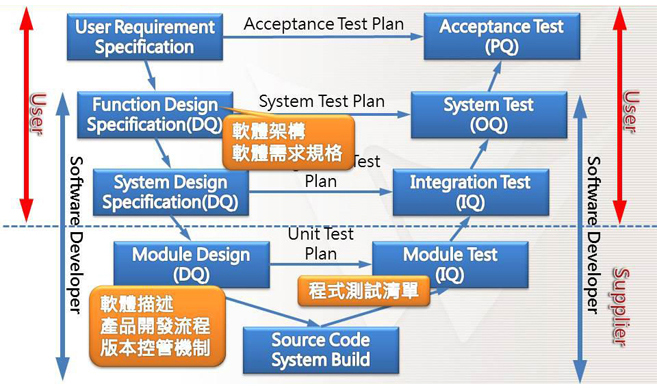 User Requirement
Specification
Acceptance Test Plan
Acceptance Test
(PQ)
User
User
Function Design
Specification(DQ)
System Test Plan
System Test
(OQ)
軟體架構
軟體需求規格
System Design
Specification(DQ)
Test
Plan
Integration Test
(IQ)
Software Developer
Software Developer
Module Design
(DQ)
Unit Test
Plan
Module Test
(IQ)
Supplier
軟體描述
產品開發流程
版本控管機制
程式測試清單
Source Code
System Build